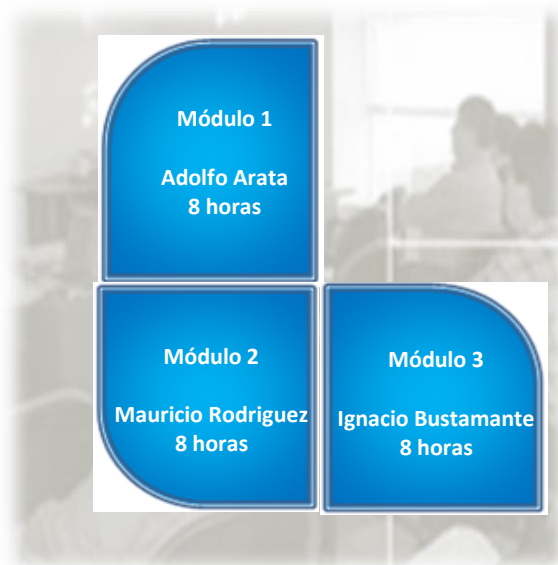 Módulo 1
Adolfo Arata
8 horas
Módulo 2
Mauricio Rodriguez
8 horas
Módulo 3
Ignacio Bustamante
8 horas